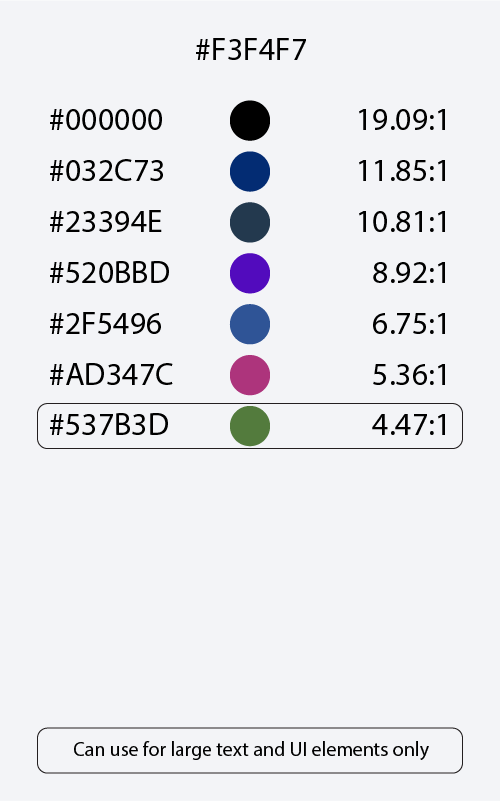 #F3F4F7
#000000 19.09:1
#032C73 11.85:1
#23394E 10.81:1
#520BBD 8.92:1
#2F5496 6.75:1
#AD347C 5.36:1
#537B3D 4.47:1
Can use for large text and UI elements only